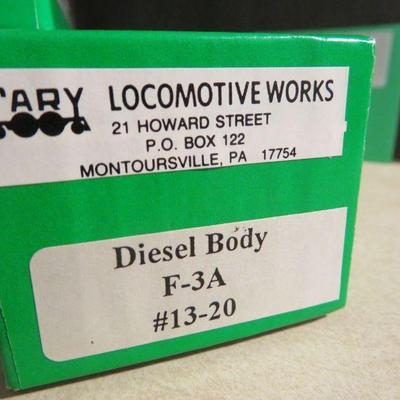 CARY LOCOMOTIVE WORKS
21 HOWARD STREET
P.O. BOX 122
MONTOURSVILLE, PA 17754
Diesel Body
F-3A
#13-20